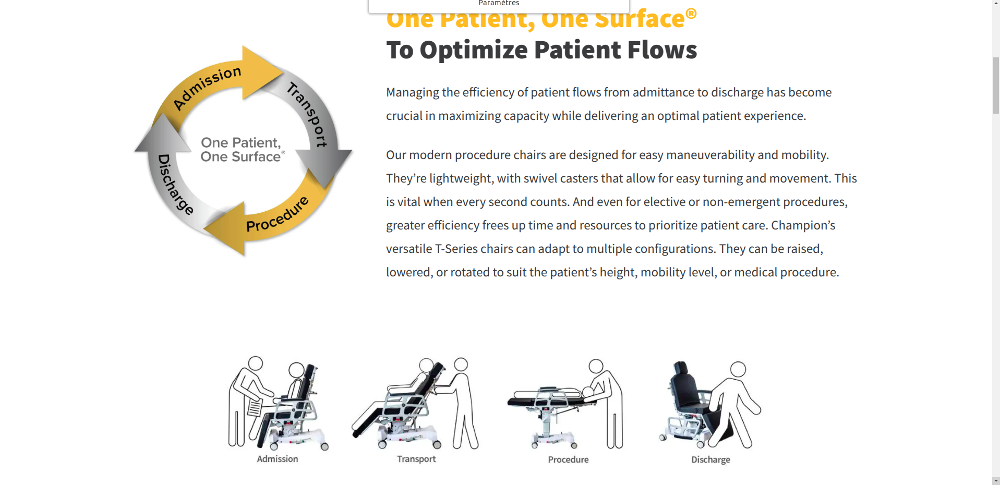 Paramètres
One Patient, One Surface®
To Optimize Patient Flows
Admission
Transport
Procedure
Discharge
One Patient,
One Surface®
Managing the efficiency of patient flows from admittance to discharge has become
crucial in maximizing capacity while delivering an optimal patient experience.
Our modern procedure chairs are designed for easy maneuverability and mobility.
They’re lightweight, with swivel casters that allow for easy turning and movement. This
is vital when every second counts. And even for elective or non-emergent procedures,
greater efficiency frees up time and resources to prioritize patient care. Champion’s
versatile T-Series chairs can adapt to multiple configurations. They can be raised,
lowered, or rotated to suit the patient’s height, mobility level, or medical procedure.
Admission
Transport
Procedure
Discharge